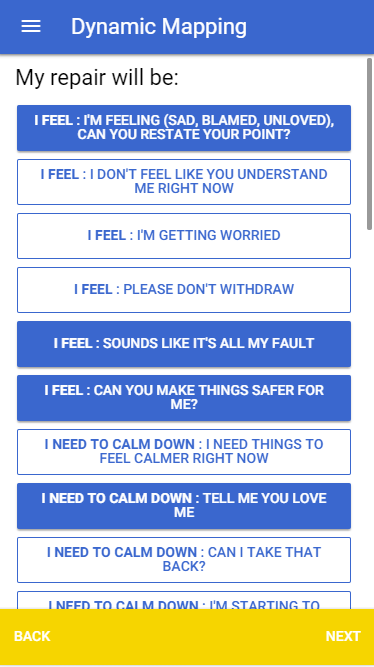 Dynamic Mapping
My repair will be:
I FEEL : I'M FEELING (SAD, BLAMED, UNLOVED),
CAN YOU RESTATE YOUR POINT?
I FEEL : I DON'T FEEL LIKE YOU UNDERSTAND
ME RIGHT NOW
I FEEL : I'M GETTING WORRIED
I FEEL : PLEASE DON'T WITHDRAW
I FEEL : SOUNDS LIKE IT'S ALL MY FAULT
I FEEL : CAN YOU MAKE THINGS SAFER FOR
ME?
I NEED TO CALM DOWN : I NEED THINGS TO
FEEL CALMER RIGHT NOW
I NEED TO CALM DOWN : TELL ME YOU LOVE
ME
I NEED TO CALM DOWN : CAN I TAKE THAT
BACK?
I NEED TO CALM DOWN : I'M STARTING TO
BACK
NEXT